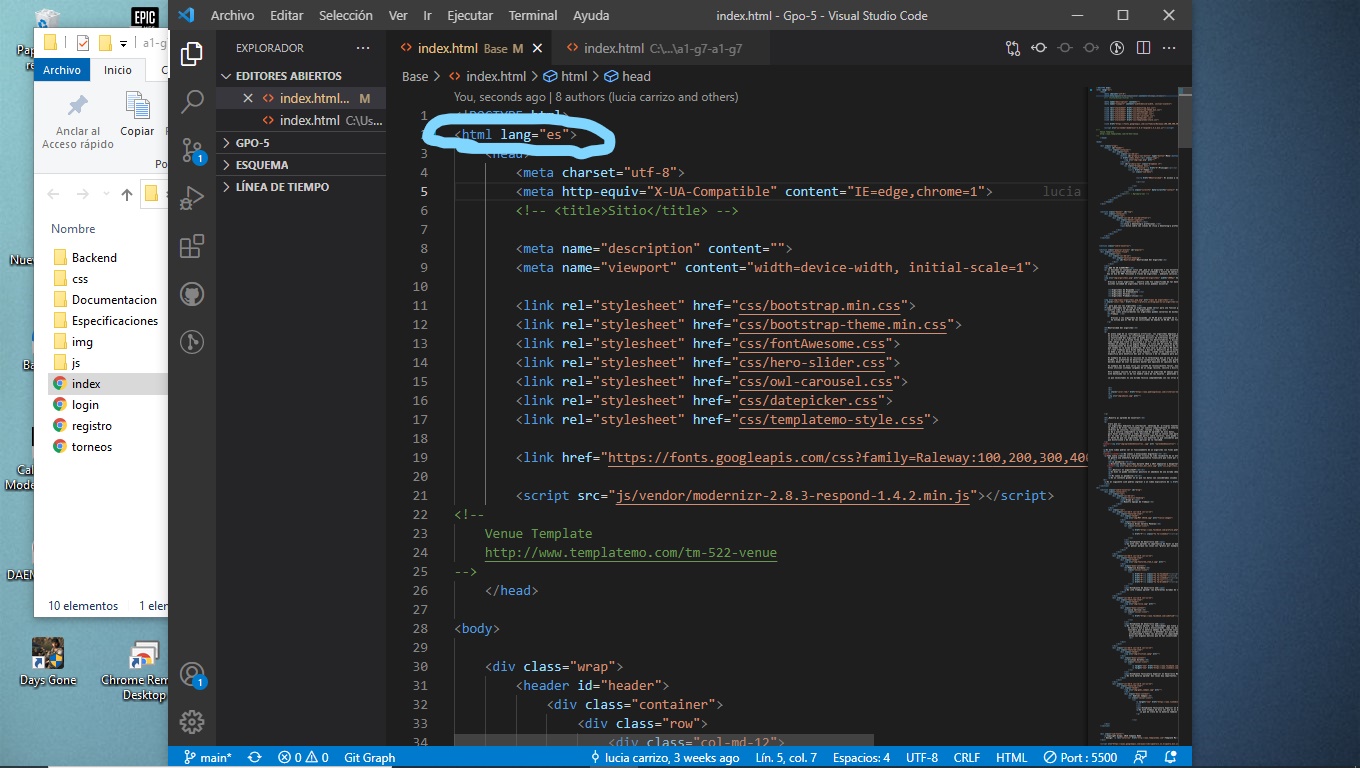 EPIC
Archivo Editar Selección Ver Ir Ejecutar Terminal Ayuda index.html - Gpo-5 - Visual Studio Code
a1-g
Archivo Inicio
Anclar al
Acceso rápido
Copiar
Nombre
Backend
css
Documentacion
Especificaciones
img
js
index
login
registro
torneos
10 elementos 1 elem
Days Gone
Chrome Rem
Desktop
EXPLORADOR
EDITORES ABIERTOS
index.html... M
index.html C:\Us...
GPO-5
ESQUEMA
LÍNEA DE TIEMPO
1
1
index.html Base M index.html C:\...\a1-g7-a1-g7
Base > index.html > html > head
You, seconds ago | 8 authors (lucia carrizo and others)
1 <!DOCTYPE html>
<html lang="es">
3 <head>
4 <meta charset="utf-8">
5 <meta http-equiv="X-UA-Compatible" content="IE=edge,chrome=1"> lucia
6 <!-- <title>Sitio</title> -->
7
8 <meta name="description" content="">
9 <meta name="viewport" content="width=device-width, initial-scale=1">
10
11 <link rel="stylesheet" href="css/bootstrap.min.css">
12 <link rel="stylesheet" href="css/bootstrap-theme.min.css">
13 <link rel="stylesheet" href="css/fontAwesome.css">
14 <link rel="stylesheet" href="css/hero-slider.css">
15 <link rel="stylesheet" href="css/owl-carousel.css">
16 <link rel="stylesheet" href="css/datepicker.css">
17 <link rel="stylesheet" href="css/templatemo-style.css">
18
19 <link href="https://fonts.googleapis.com/css?family=Raleway:100,200,300,400
20
21 <script src="js/vendor/modernizr-2.8.3-respond-1.4.2.min.js"></script>
22 <!--
23 Venue Template
24 http://www.templatemo.com/tm-522-venue
25 -->
26 </head>
27
28 <body>
29
30 <div class="wrap">
31 <header id="header">
32 <div class="container">
33 <div class="row">
34 <div class="col-md-12">
main* 0 0 Git Graph lucia carrizo, 3 weeks ago Lín. 5, col. 7 Espacios: 4 UTF-8 CRLF HTML Port : 5500